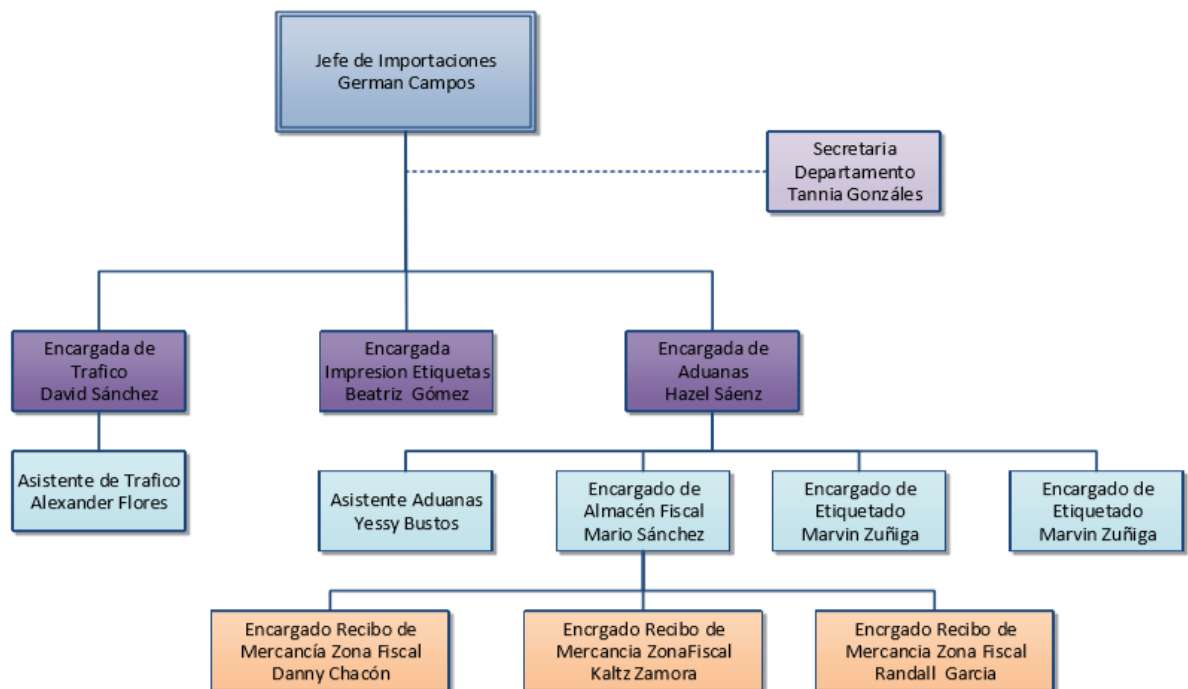 Jefe de Importaciones
German Campos
Secretaria
Departamento
Tannia Gonzáles
Encargada de
Trafico
David Sánchez
Encargada
Impresion Etiquetas
Beatriz Gómez
Encargada de
Aduanas
Hazel Sáenz
Asistente de Trafico
Alexander Flores
Asistente Aduanas
Yessy Bustos
Encargado de
Almacén Fiscal
Mario Sánchez
Encargado de
Etiquetado
Marvin Zuñiga
Encargado de
Etiquetado
Marvin Zuñiga
Encargado Recibo de
Mercancía Zona Fiscal
Danny Chacón
Encrgado Recibo de
Mercancia ZonaFiscal
Kaltz Zamora
Encrgado Recibo de
Mercancia Zona Fiscal
Randall Garcia